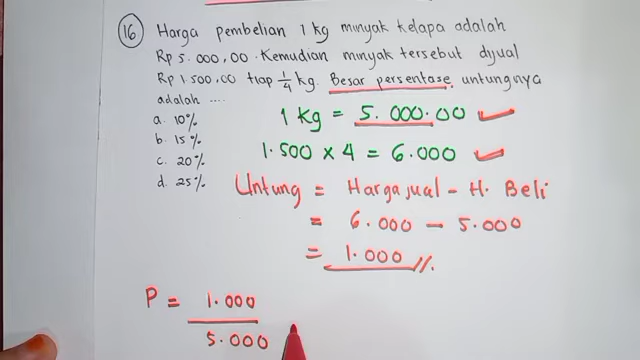 16 Harga pembelian 1 kg minyak kelapa adalah
Rp 5.000,00. Kemudian minyak tersebut dijual
Rp 1.500,00 tiap 1/4 kg. Besar persentase untungnya
adalah ....
a. 10%
b. 15%
c. 20%
d. 25%
1 Kg = 5.000.00
1.500 x 4 = 6.000
Untung = Harga jual - H. Beli
= 6.000 - 5.000
= 1.000 //.
P = 1.000
5.000